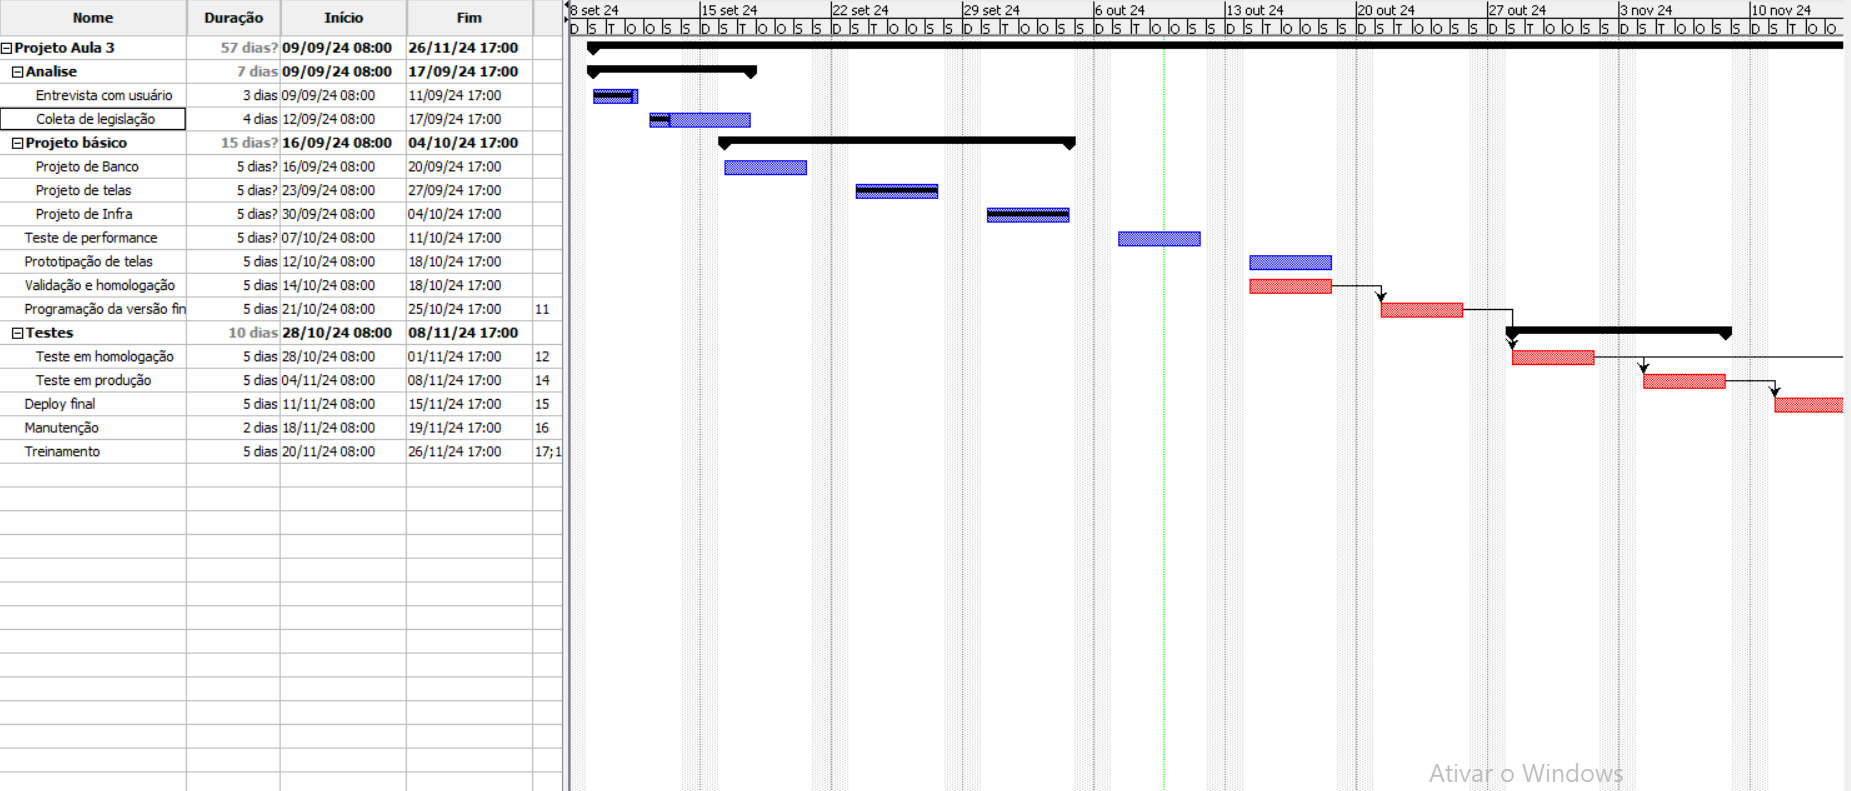 Nome Duração Início Fim
8 set 24 15 set 24 22 set 24 29 set 24 6 out 24 13 out 24 20 out 24 27 out 24 3 nov 24 10 nov 24
D S T Q Q S S D S T Q Q S S D S T Q Q S S D S T Q Q S S D S T Q Q S S D S T Q Q S S D S T Q Q S S D S T Q Q S S D S T Q Q S S D S T Q Q
Projeto Aula 3 57 dias? 09/09/24 08:00 26/11/24 17:00
Analise 7 dias 09/09/24 08:00 17/09/24 17:00
Entrevista com usuário 3 dias 09/09/24 08:00 11/09/24 17:00
Coleta de legislação 4 dias 12/09/24 08:00 17/09/24 17:00
Projeto básico 15 dias? 16/09/24 08:00 04/10/24 17:00
Projeto de Banco 5 dias? 16/09/24 08:00 20/09/24 17:00
Projeto de telas 5 dias? 23/09/24 08:00 27/09/24 17:00
Projeto de Infra 5 dias? 30/09/24 08:00 04/10/24 17:00
Teste de performance 5 dias? 07/10/24 08:00 11/10/24 17:00
Prototipação de telas 5 dias 12/10/24 08:00 18/10/24 17:00
Validação e homologação 5 dias 14/10/24 08:00 18/10/24 17:00
Programação da versão fin 5 dias 21/10/24 08:00 25/10/24 17:00 11
Testes 10 dias 28/10/24 08:00 08/11/24 17:00
Teste em homologação 5 dias 28/10/24 08:00 01/11/24 17:00 12
Teste em produção 5 dias 04/11/24 08:00 08/11/24 17:00 14
Deploy final 5 dias 11/11/24 08:00 15/11/24 17:00 15
Manutenção 2 dias 18/11/24 08:00 19/11/24 17:00 16
Treinamento 5 dias 20/11/24 08:00 26/11/24 17:00 17;1
Ativar o Windows